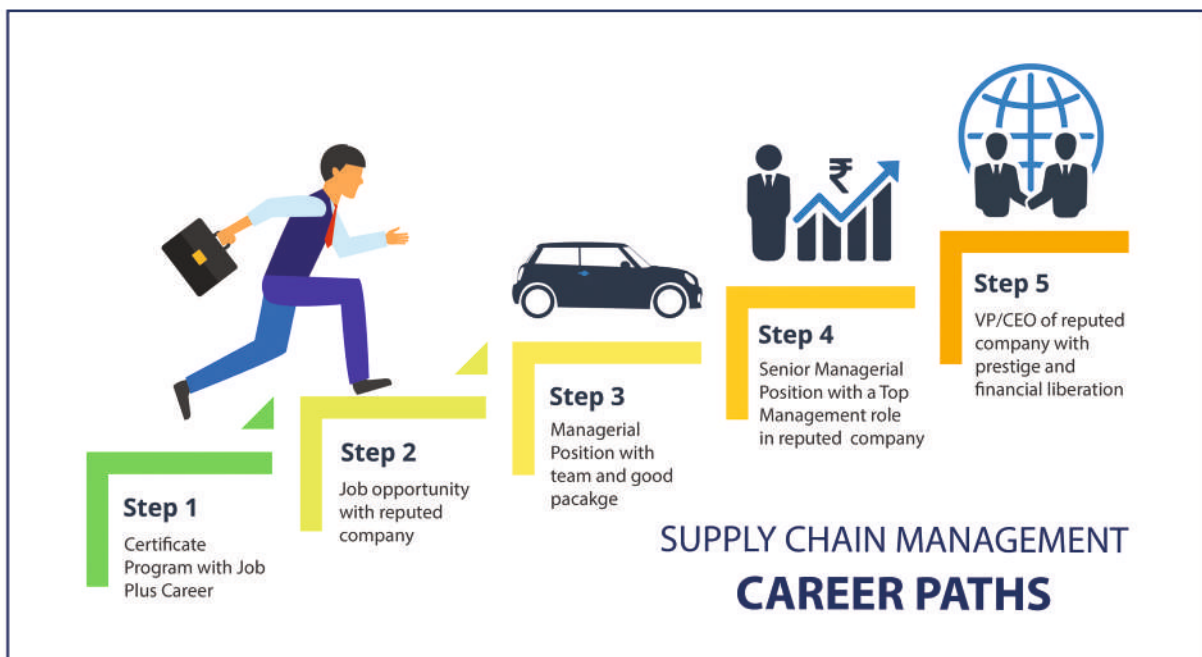 Step 1
Certificate
Program with Job
Plus Career
Step 2
Job opportunity
with reputed
company
Step 3
Managerial
Position with
team and good
pacakge
₹
Step 4
Senior Managerial
Position with a Top
Management role
in reputed company
Step 5
VP/CEO of reputed
company with
prestige and
financial liberation
SUPPLY CHAIN MANAGEMENT
CAREER PATHS